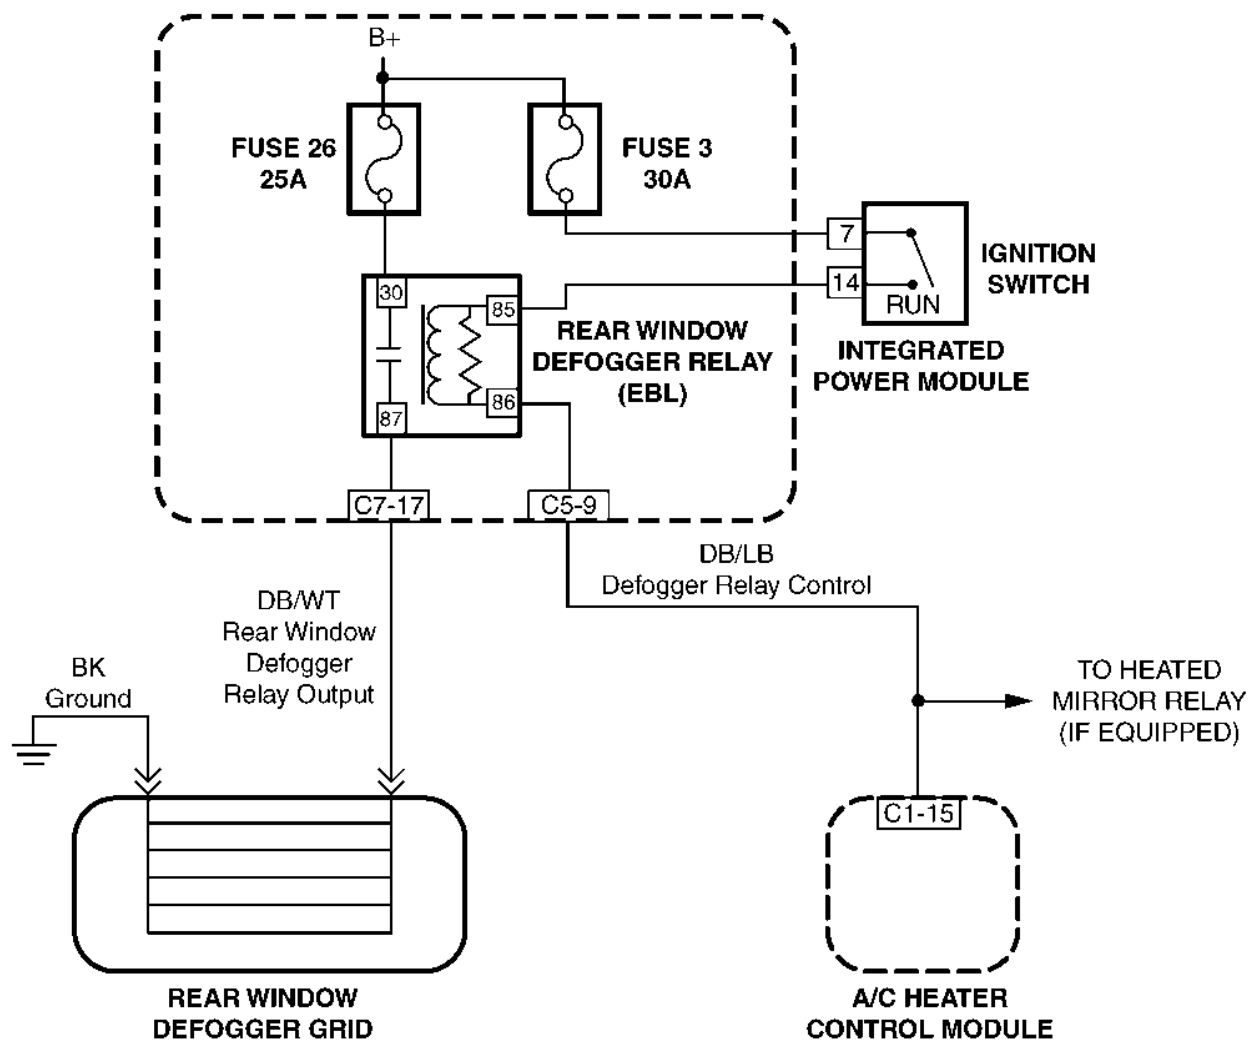 B+
FUSE 26
25A
FUSE 3
30A
7
14
RUN
IGNITION
SWITCH
INTEGRATED
POWER MODULE
30
85
86
87
REAR WINDOW
DEFOGGER RELAY
(EBL)
C7-17
C5-9
DB/LB
Defogger Relay Control
DB/WT
Rear Window
Defogger
Relay Output
BK
Ground
TO HEATED
MIRROR RELAY
(IF EQUIPPED)
C1-15
REAR WINDOW
DEFOGGER GRID
A/C HEATER
CONTROL MODULE